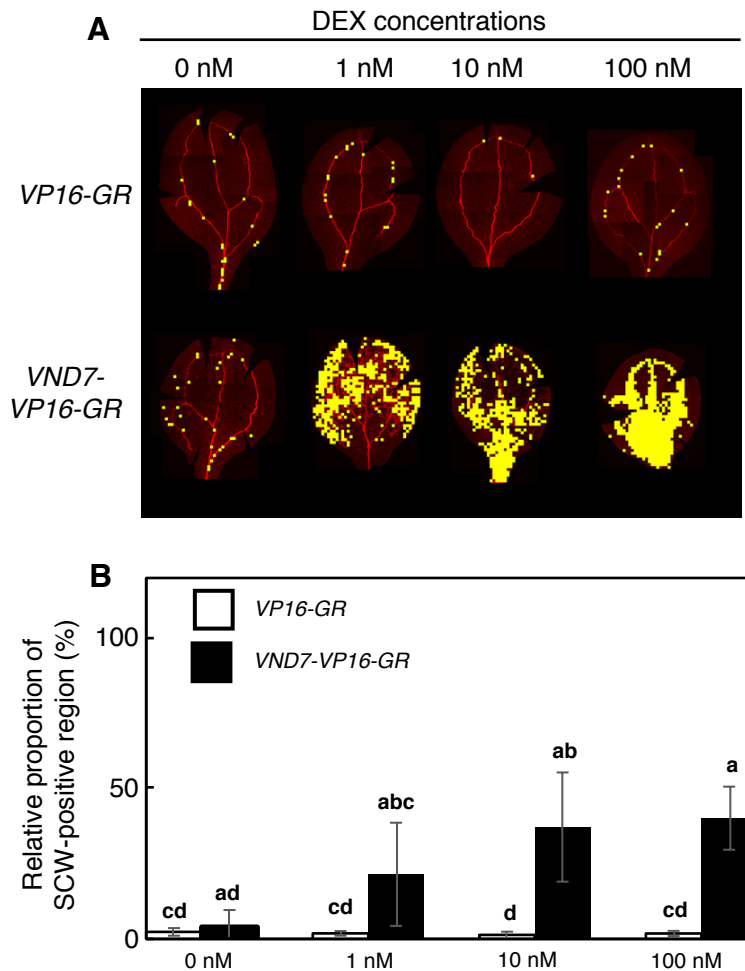 A
DEX concentrations
0 nM 1 nM 10 nM 100 nM
VP16-GR
VND7-
VP16-GR
B
Relative proportion of
SCW-positive region (%)
100
50
0
VP16-GR
VND7-VP16-GR
cd ad cd abc d ab cd a
0 nM 1 nM 10 nM 100 nM